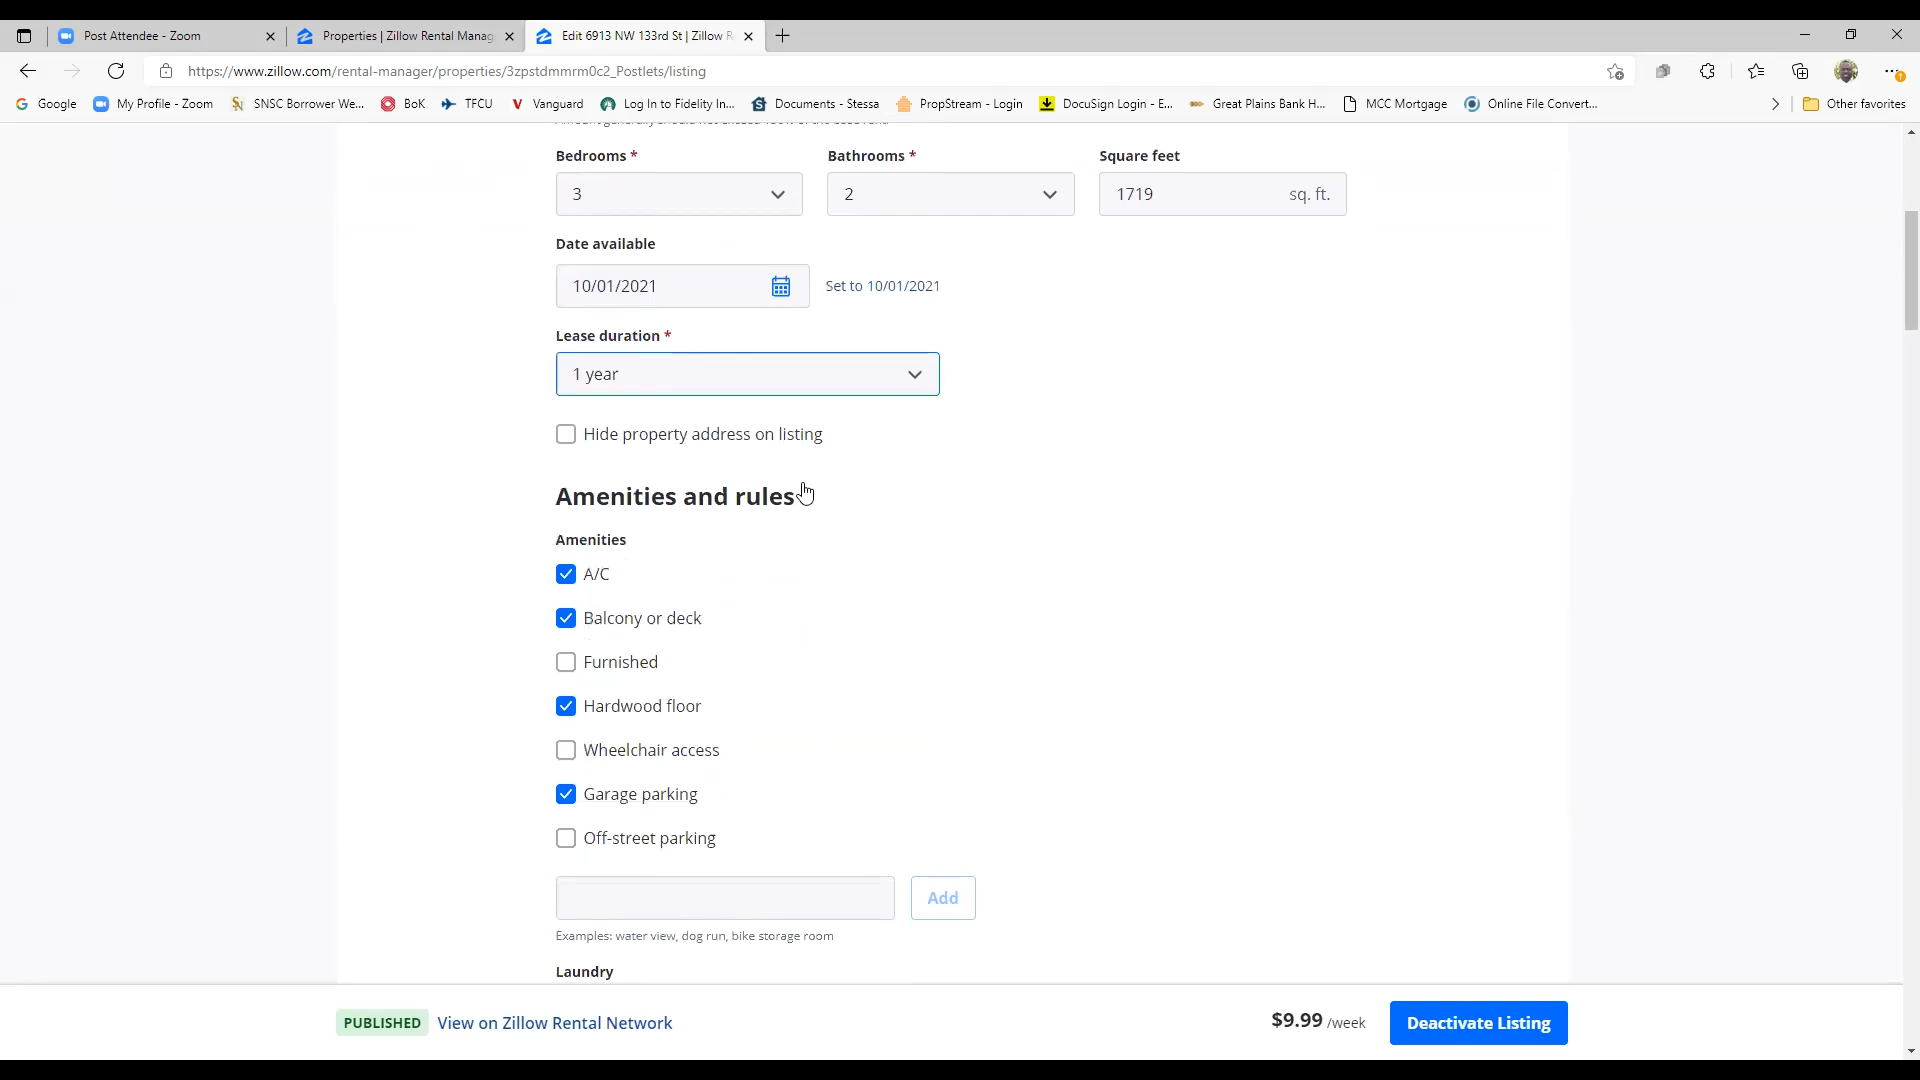 Post Attendee - Zoom
Properties | Zillow Rental Manag
Edit 6913 NW 133rd St | Zillow R
https://www.zillow.com/rental-manager/properties/3zpstdmmrm0c2_Postlets/listing
Google
My Profile - Zoom
SNSC Borrower We...
BoK
TFCU
Vanguard
Log In to Fidelity In...
Documents - Stessa
PropStream - Login
DocuSign Login - E...
Great Plains Bank H...
MCC Mortgage
Online File Convert...
Other favorites
Bedrooms *
Bathrooms *
Square feet
3
2
1719 sq. ft.
Date available
10/01/2021
Set to 10/01/2021
Lease duration *
1 year
Hide property address on listing
Amenities and rules
Amenities
A/C
Balcony or deck
Furnished
Hardwood floor
Wheelchair access
Garage parking
Off-street parking
Add
Examples: water view, dog run, bike storage room
Laundry
PUBLISHED
View on Zillow Rental Network
$9.99 /week
Deactivate Listing